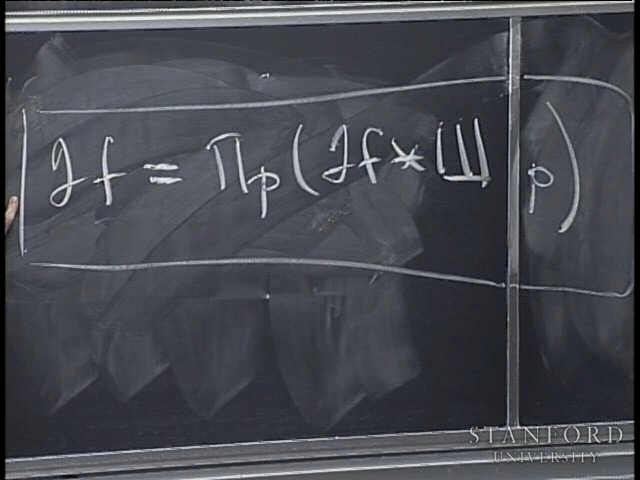 ℱf = Π_p(ℱf * Ш_p)
STANFORD
UNIVERSITY